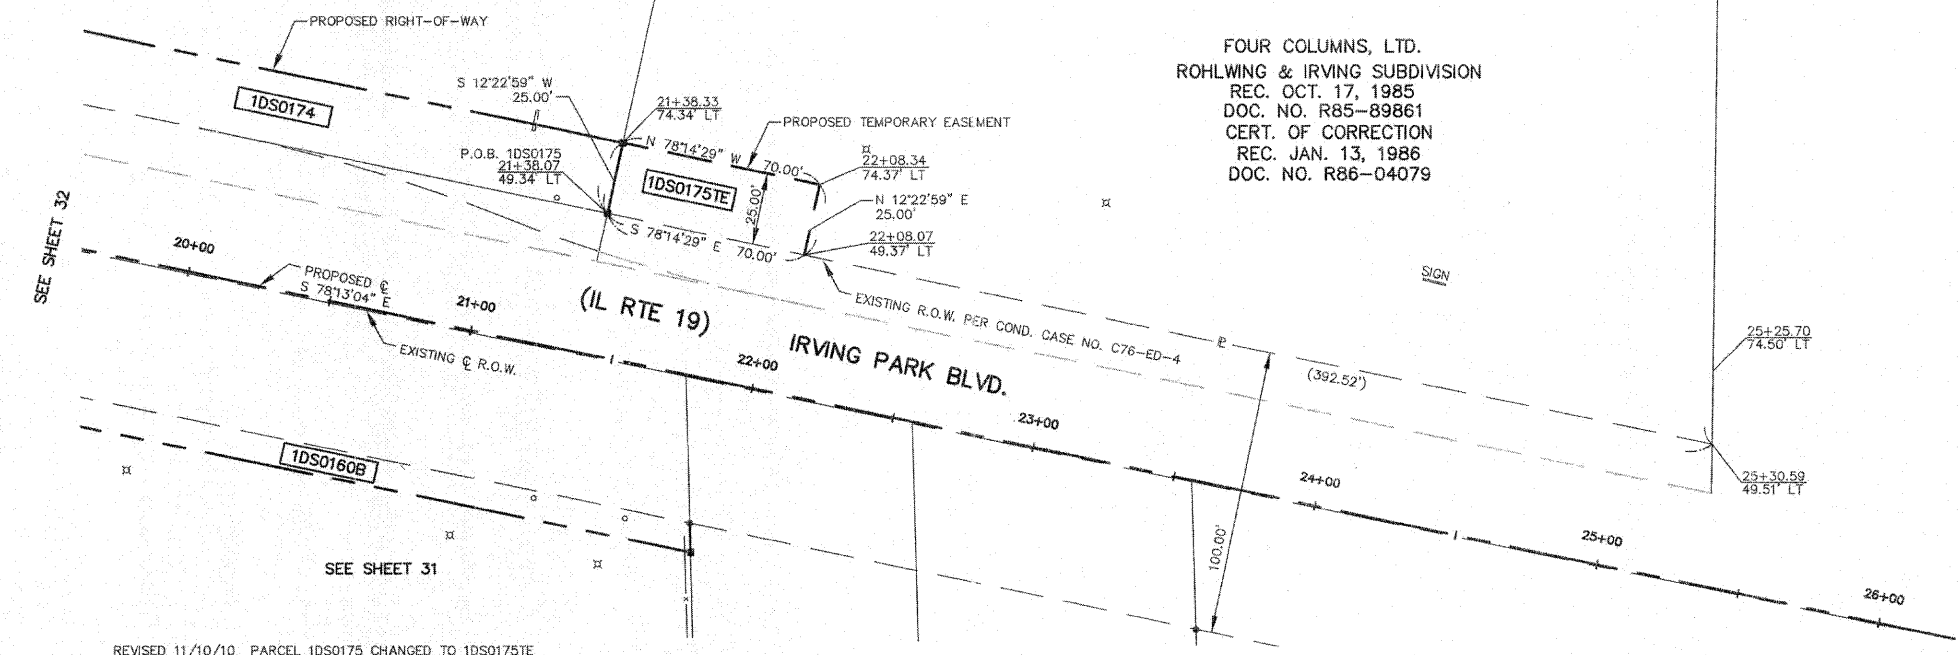 PROPOSED RIGHT-OF-WAY
1DS0174
S 12°22'59" W
25.00'
21+38.33
74.34' LT
P.O.B. 1DS0175
21+38.07
49.34' LT
N 78°14'29" W 70.00'
PROPOSED TEMPORARY EASEMENT
1DS0175TE
25.00'
22+08.34
74.37' LT
N 12°22'59" E
25.00'
22+08.07
49.37' LT
S 78°14'29" E 70.00'
FOUR COLUMNS, LTD.
ROHLWING & IRVING SUBDIVISION
REC. OCT. 17, 1985
DOC. NO. R85-89861
CERT. OF CORRECTION
REC. JAN. 13, 1986
DOC. NO. R86-04079
SEE SHEET 32
20+00
PROPOSED ℄
S 78°13'04" E
21+00
EXISTING ℄ R.O.W.
(IL RTE 19)
IRVING PARK BLVD.
22+00
EXISTING R.O.W. PER COND. CASE NO. C76-ED-4
SIGN
℄
(392.52')
25+25.70
74.50' LT
25+30.59
49.51' LT
23+00
24+00
25+00
26+00
100.00'
1DS0160B
SEE SHEET 31
REVISED 11/10/10 PARCEL 1DS0175 CHANGED TO 1DS0175TE